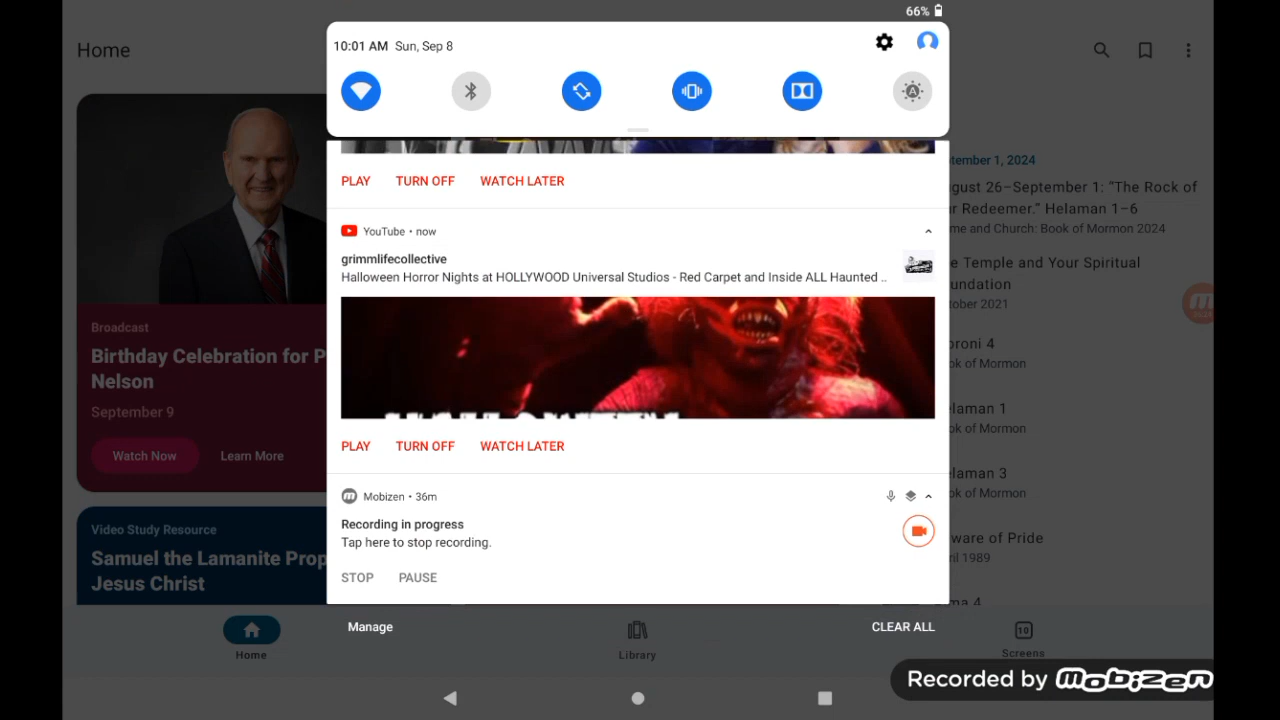 66%
Home
10:01 AM Sun, Sep 8
PLAY TURN OFF WATCH LATER
YouTube • now
grimmlifecollective
Halloween Horror Nights at HOLLYWOOD Universal Studios - Red Carpet and Inside ALL Haunted ..
PLAY TURN OFF WATCH LATER
Mobizen • 36m
Recording in progress
Tap here to stop recording.
STOP PAUSE
Manage
CLEAR ALL
Broadcast
Birthday Celebration for P
Nelson
September 9
Watch Now Learn More
Video Study Resource
Samuel the Lamanite Prop
Jesus Christ
tember 1, 2024
gust 26–September 1: “The Rock of
r Redeemer.” Helaman 1–6
me and Church: Book of Mormon 2024
e Temple and Your Spiritual
undation
tober 2021
roni 4
ok of Mormon
laman 1
ok of Mormon
laman 3
ok of Mormon
ware of Pride
ril 1989
ma 4
Home
Library
10
Screens
Recorded by mobizen